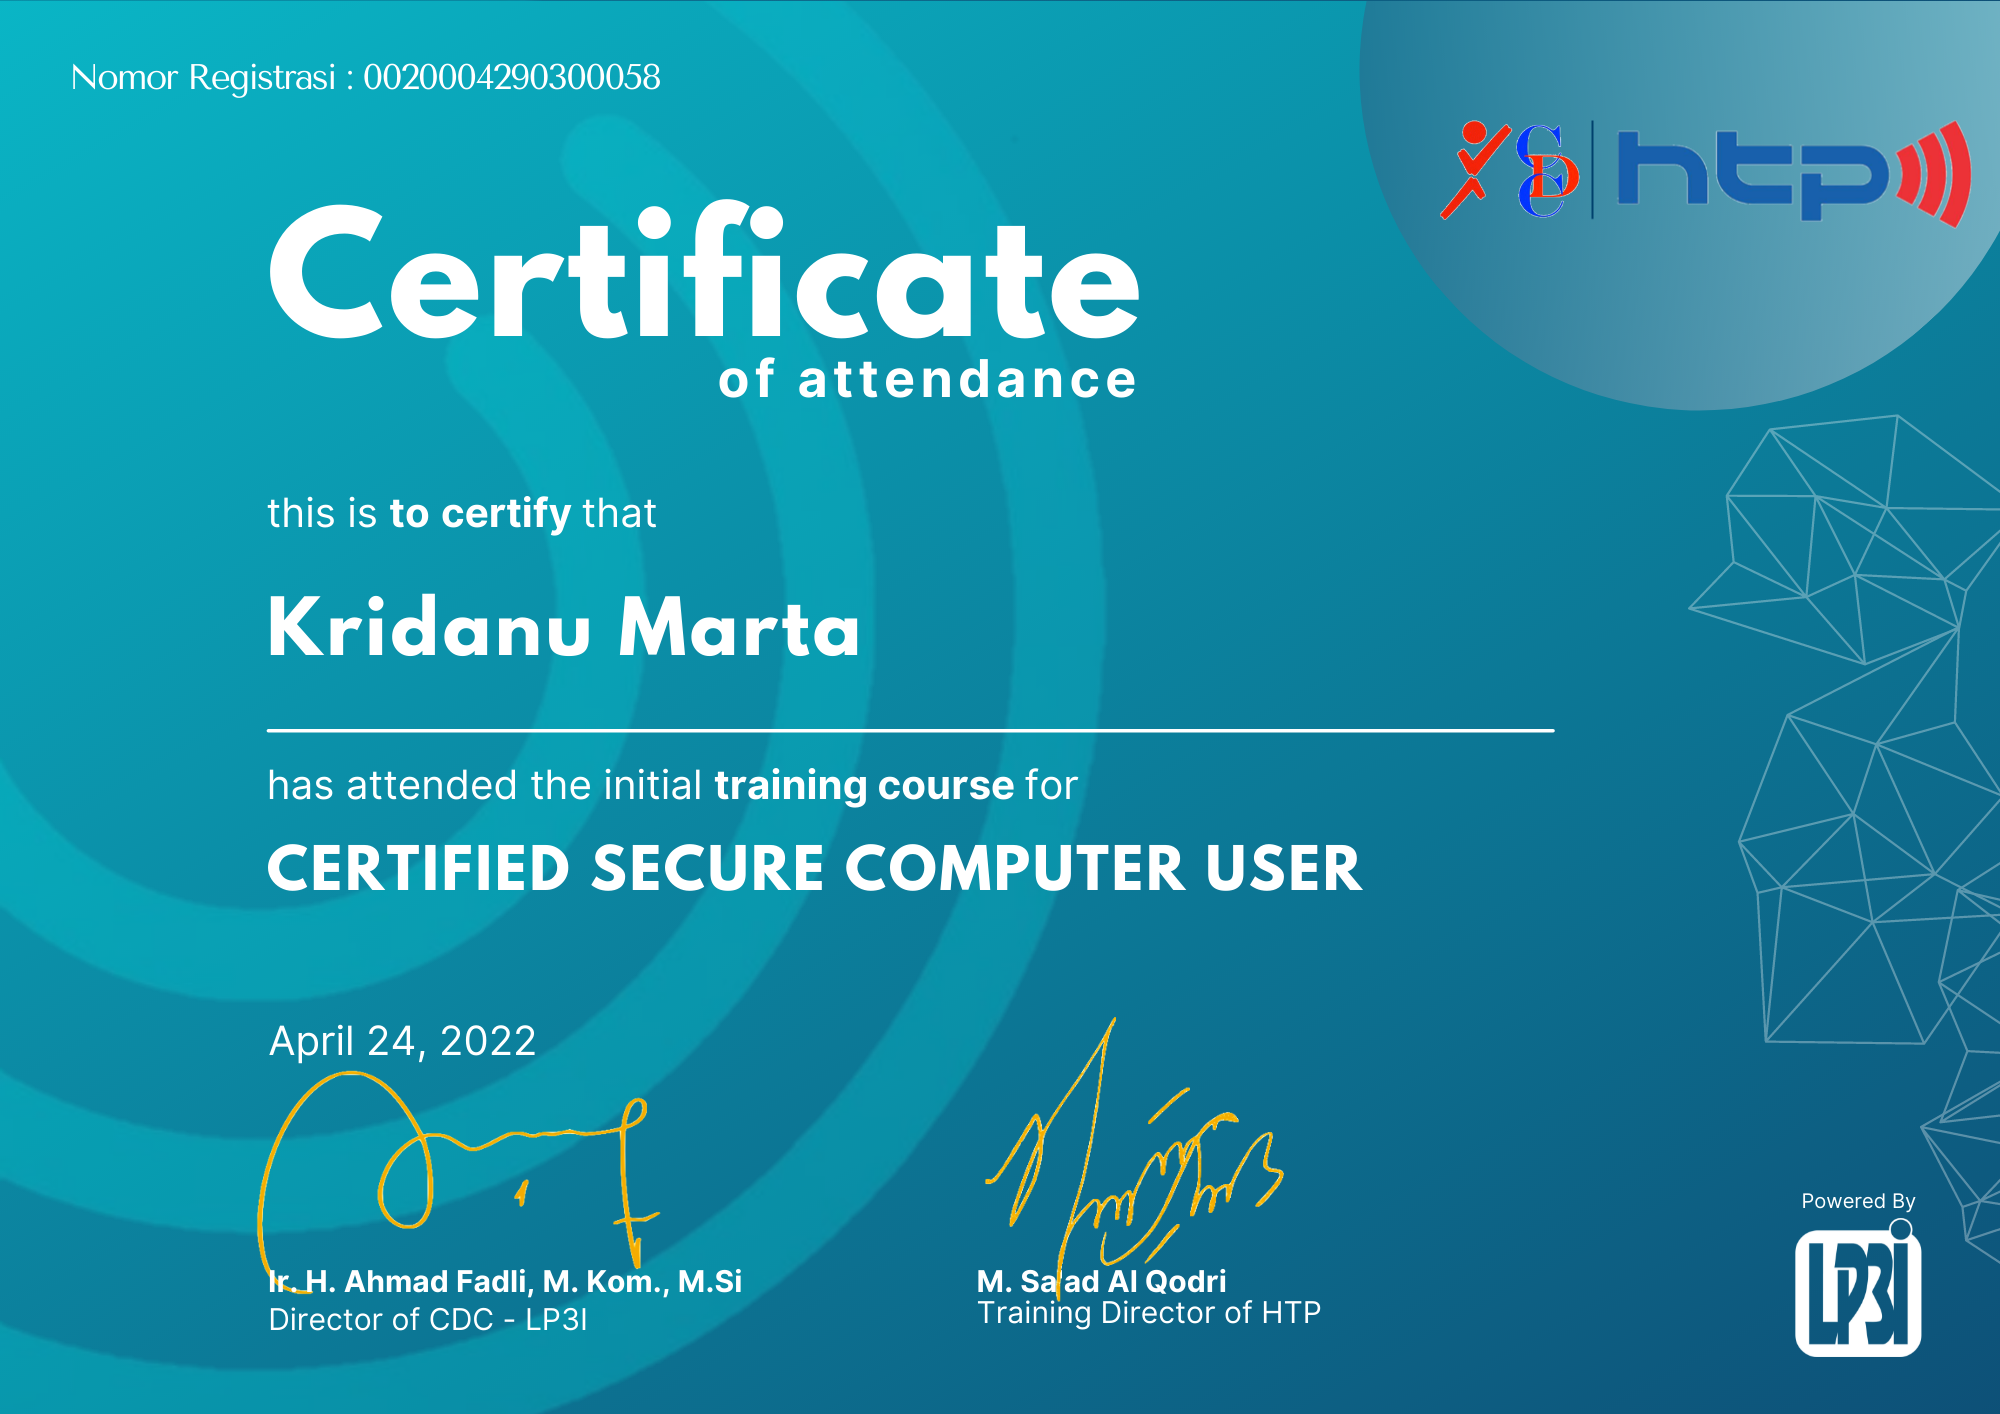 Nomor Registrasi : 0020004290300058
CDC
htp
Certificate
of attendance
this is to certify that
Kridanu Marta
has attended the initial training course for
CERTIFIED SECURE COMPUTER USER
April 24, 2022
Ir. H. Ahmad Fadli, M. Kom., M.Si
Director of CDC - LP3I
M. Sa'ad Al Qodri
Training Director of HTP
Powered By
LP3I